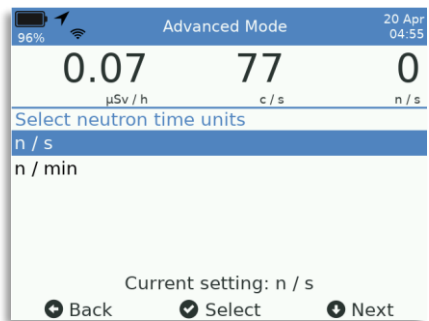 96%
Advanced Mode
20 Apr
04:55
0.07 77 0
µSv / h c / s n / s
Select neutron time units
n / s
n / min
Current setting: n / s
Back Select Next